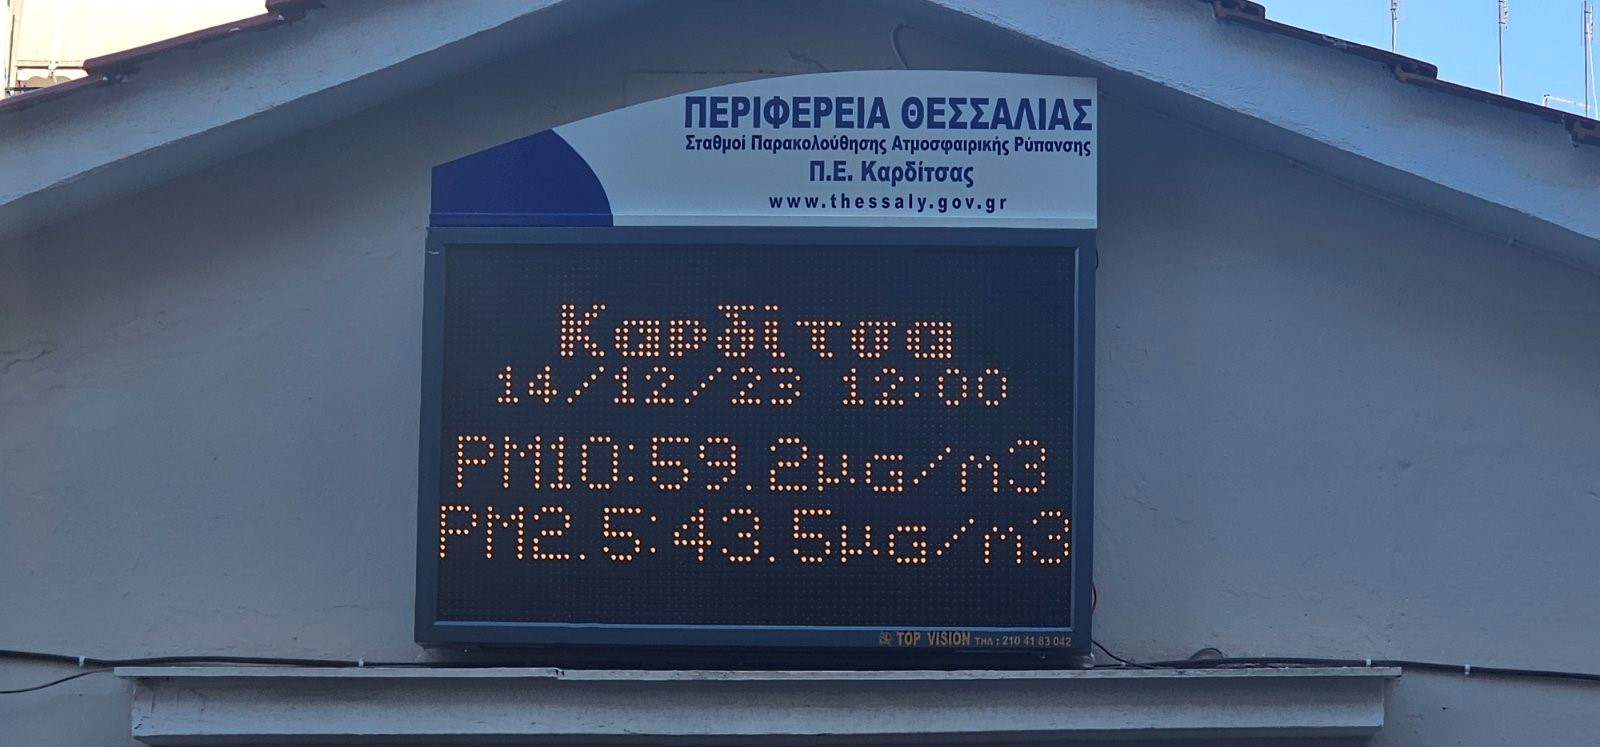 ΠΕΡΙΦΕΡΕΙΑ ΘΕΣΣΑΛΙΑΣ
Σταθμοί Παρακολούθησης Ατμοσφαιρικής Ρύπανσης
Π.Ε. Καρδίτσας
www.thessaly.gov.gr
Καρδίτσα
14/12/23 12:00
PM10:59.2μg/m3
PM2.5:43.5μg/m3
TOP VISION ΤΗΛ : 210 41 83 042